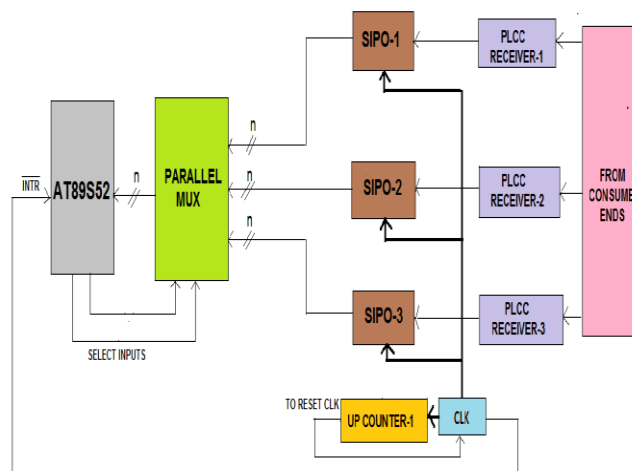 SIPO-1
PLCC
RECEIVER-1
n
INTR
AT89S52
n
PARALLEL
MUX
n
SIPO-2
PLCC
RECEIVER-2
FROM
CONSUME
ENDS
n
SIPO-3
PLCC
RECEIVER-3
SELECT INPUTS
TO RESET CLK
UP COUNTER-1
CLK